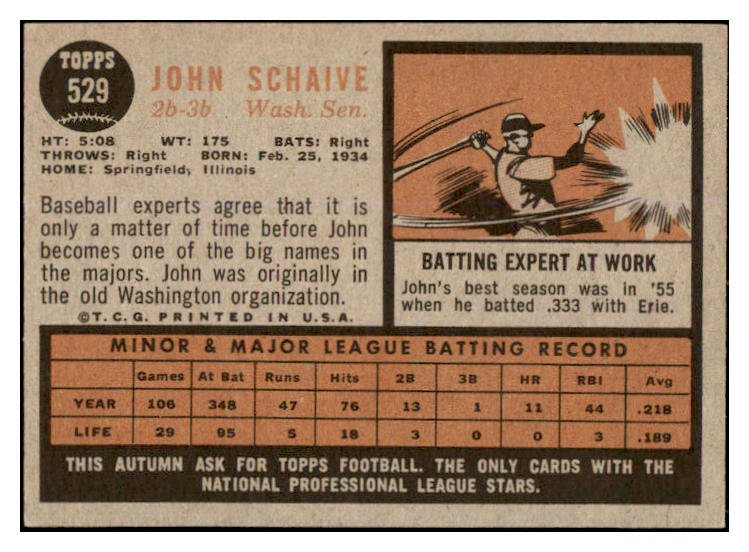 TOPPS
529
JOHN SCHAIVE
2b-3b Wash. Sen.
HT: 5:08 WT: 175 BATS: Right
THROWS: Right BORN: Feb. 25, 1934
HOME: Springfield, Illinois
Baseball experts agree that it is
only a matter of time before John
becomes one of the big names in
the majors. John was originally in
the old Washington organization.
©T.C.G. PRINTED IN U.S.A.
BATTING EXPERT AT WORK
John's best season was in '55
when he batted .333 with Erie.
MINOR & MAJOR LEAGUE BATTING RECORD
Games At Bat Runs Hits 2B 3B HR RBI Avg
YEAR 106 348 47 76 13 1 11 44 .218
LIFE 29 95 5 18 3 0 0 3 .189
THIS AUTUMN ASK FOR TOPPS FOOTBALL. THE ONLY CARDS WITH THE
NATIONAL PROFESSIONAL LEAGUE STARS.